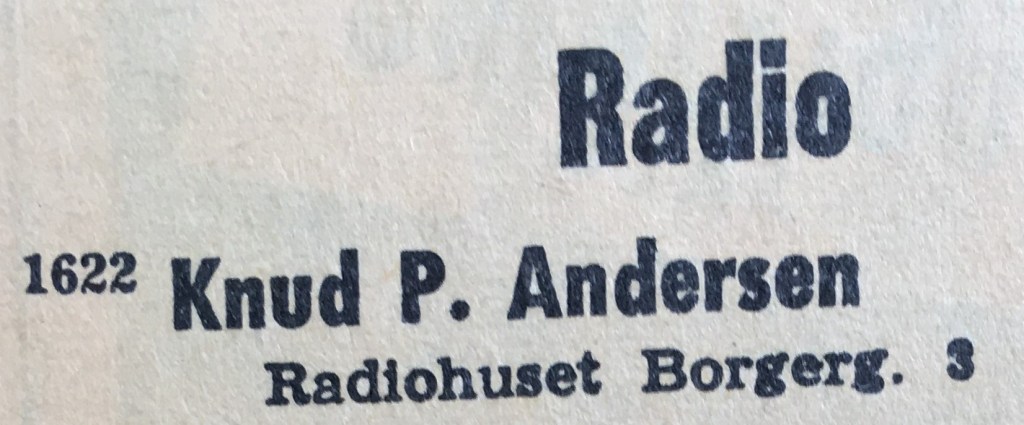 Radio
1622 Knud P. Andersen
Radiohuset Borgerg. 3